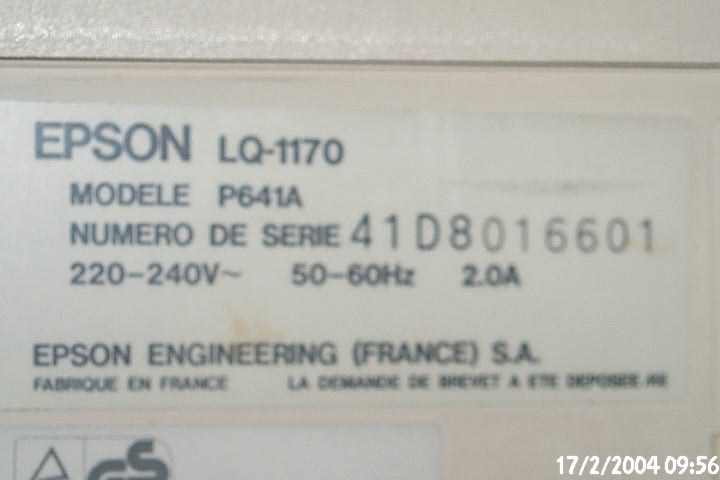 EPSON LQ-1170
MODELE P641A
NUMERO DE SERIE 41D8016601
220-240V~ 50-60Hz 2.0A
EPSON ENGINEERING (FRANCE) S.A.
FABRIQUE EN FRANCE LA DEMANDE DE BREVET A ETE DEPOSEE
GS
17/2/2004 09:56